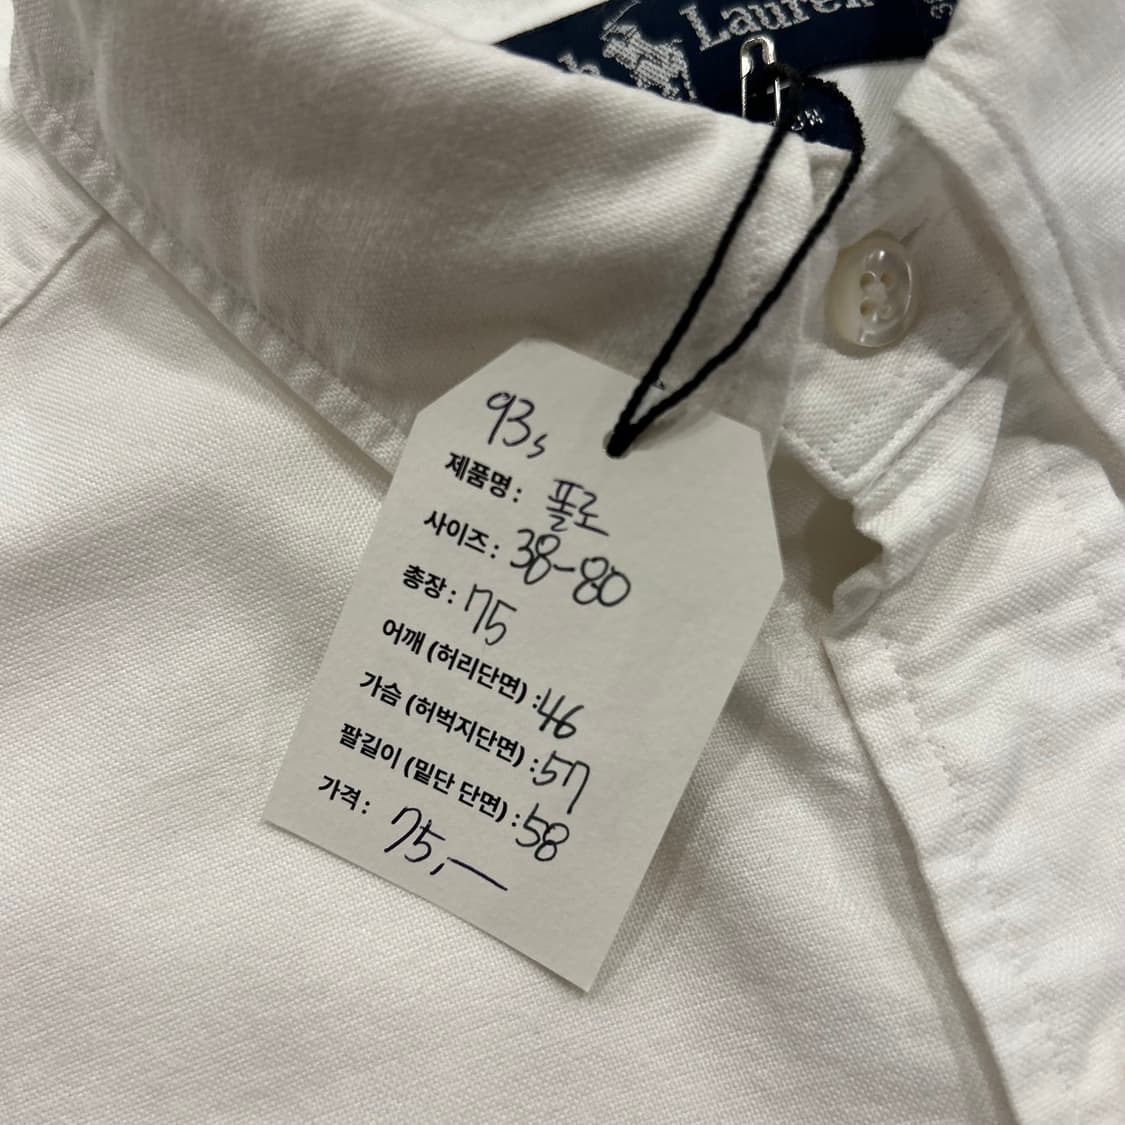 Lauren
93s
제품명 : 폴로
사이즈 : 38-80
총장 : 75
어깨 (허리단면) : 46
가슴 (허벅지단면) : 57
팔길이 (밑단 단면) : 58
가격 : 75,—